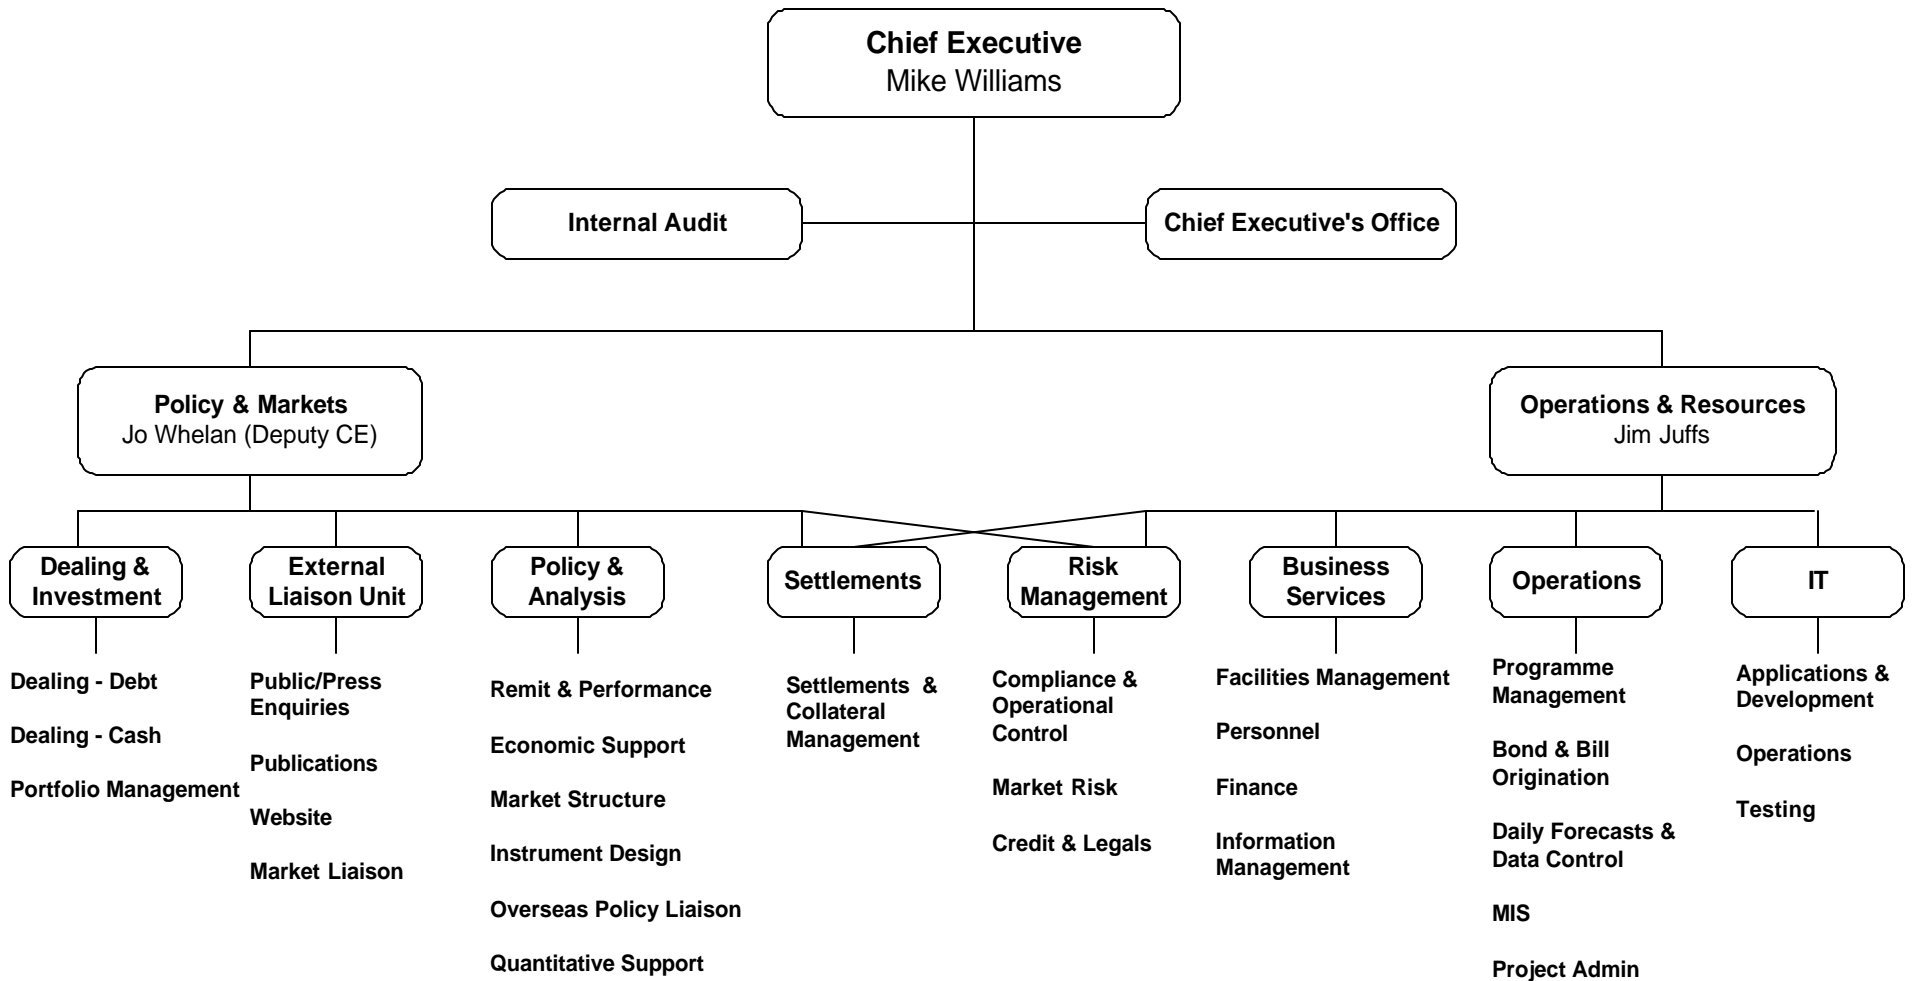 Chief Executive
Mike Williams
Internal Audit
Chief Executive's Office
Policy & Markets
Jo Whelan (Deputy CE)
Operations & Resources
Jim Juffs
Dealing &
Investment
External
Liaison Unit
Policy &
Analysis
Settlements
Risk
Management
Business
Services
Operations
IT
Dealing - Debt
Dealing - Cash
Portfolio Management
Public/Press
Enquiries
Publications
Website
Market Liaison
Remit & Performance
Economic Support
Market Structure
Instrument Design
Overseas Policy Liaison
Quantitative Support
Settlements &
Collateral
Management
Compliance &
Operational
Control
Market Risk
Credit & Legals
Facilities Management
Personnel
Finance
Information
Management
Programme
Management
Bond & Bill
Origination
Daily Forecasts &
Data Control
MIS
Project Admin
Applications &
Development
Operations
Testing